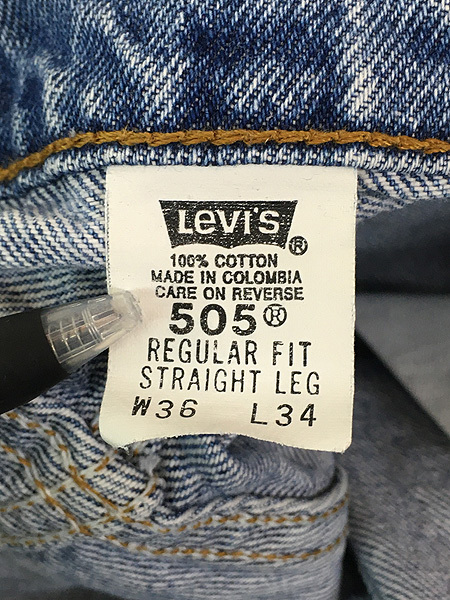 LEVI'S®
100% COTTON
MADE IN COLOMBIA
CARE ON REVERSE
505®
REGULAR FIT
STRAIGHT LEG
W36 L34